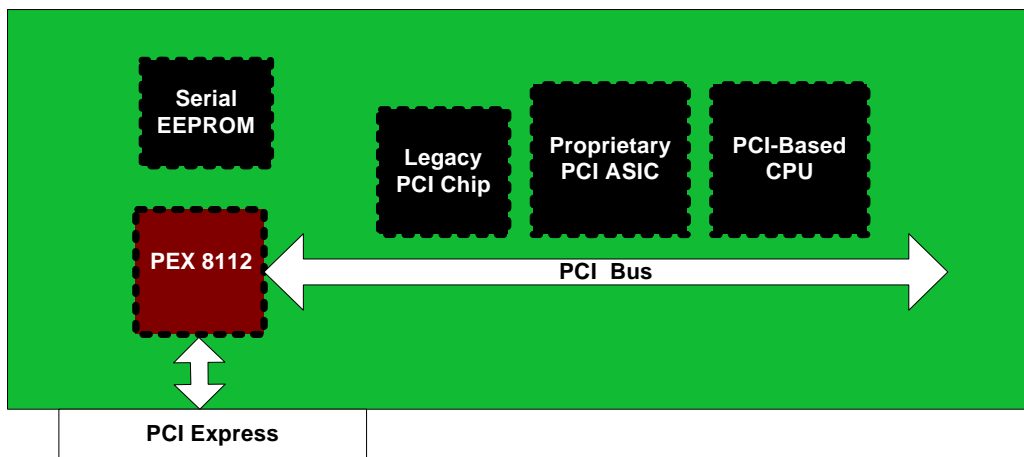 Serial
EEPROM
Legacy
PCI Chip
Proprietary
PCI ASIC
PCI-Based
CPU
PEX 8112
PCI Bus
PCI Express